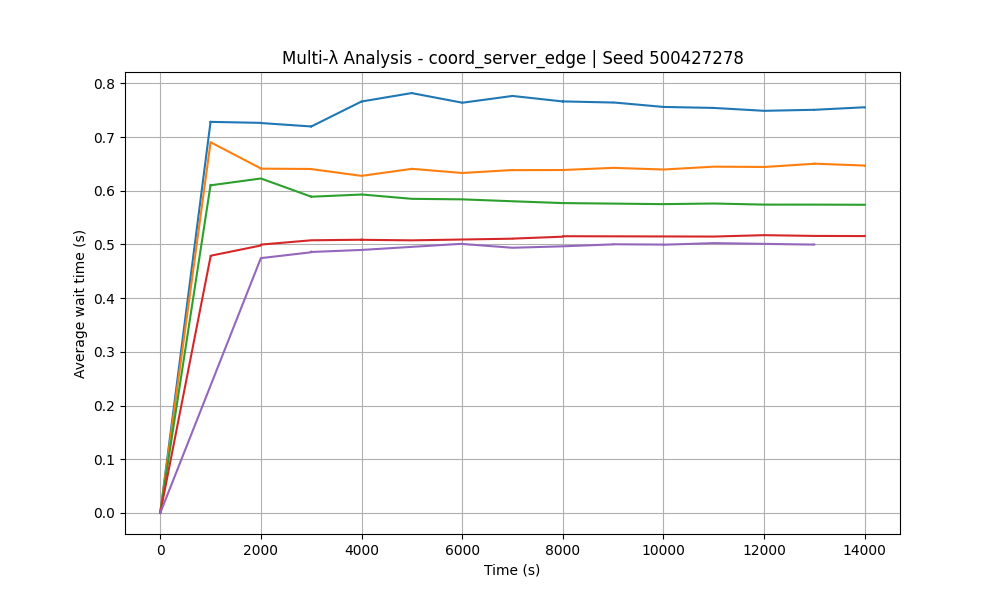 Multi-λ Analysis - coord_server_edge | Seed 500427278
0.8
0.7
0.6
0.5
0.4
0.3
0.2
0.1
0.0
Average wait time (s)
0 2000 4000 6000 8000 10000 12000 14000
Time (s)